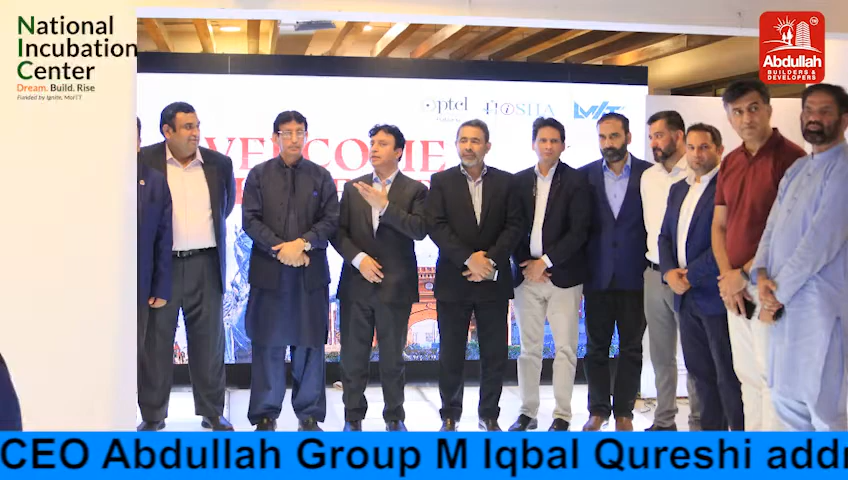 National
Incubation
Center
Dream. Build. Rise
Funded by Ignite, MoITT
Abdullah
BUILDERS &
DEVELOPERS
ptcl
WELCOME
CEO Abdullah Group M Iqbal Qureshi addr